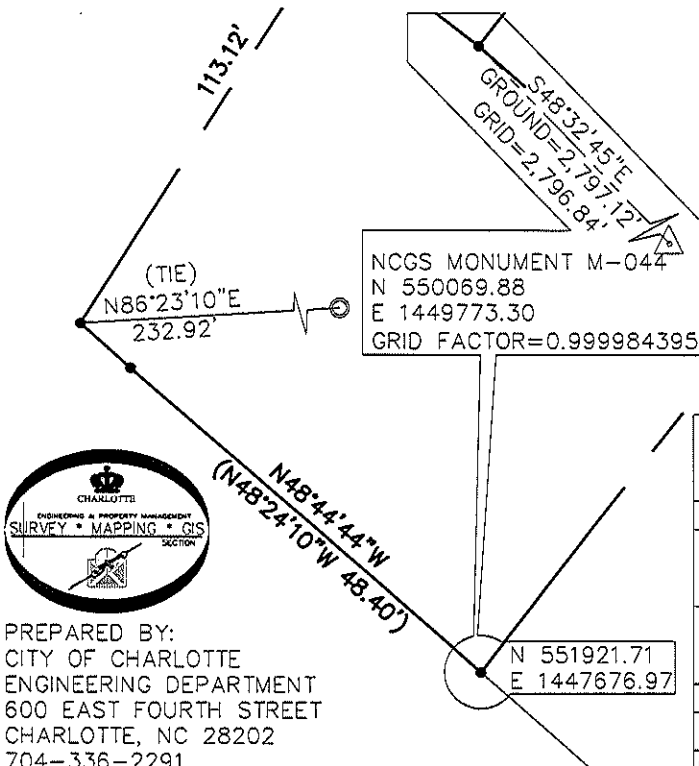 113.12'
S48°32'45"E
GROUND=2,797.12'
GRID=2,796.84'
(TIE)
N86°23'10"E
232.92'
NCGS MONUMENT M-044
N 550069.88
E 1449773.30
GRID FACTOR=0.999984395
N48°44'44"W
(N48°24'10"W 48.40')
CHARLOTTE
ENGINEERING & PROPERTY MANAGEMENT
SURVEY * MAPPING * GIS
SECTION
N 551921.71
E 1447676.97
PREPARED BY:
CITY OF CHARLOTTE
ENGINEERING DEPARTMENT
600 EAST FOURTH STREET
CHARLOTTE, NC 28202
704-336-2291